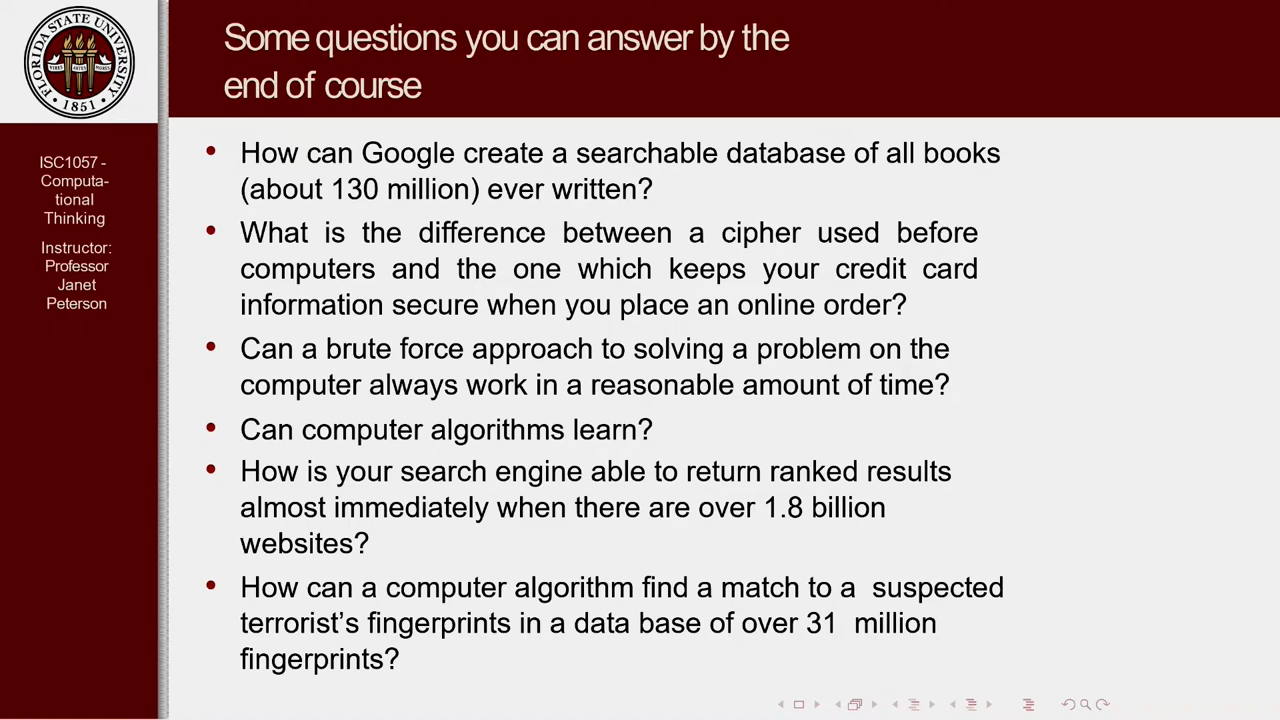 FLORIDA STATE UNIVERSITY
VIRES ARTES MORES
1851
Some questions you can answer by the
end of course
ISC1057 -
Computa-
tional
Thinking
Instructor:
Professor
Janet
Peterson
• How can Google create a searchable database of all books
(about 130 million) ever written?
• What is the difference between a cipher used before
computers and the one which keeps your credit card
information secure when you place an online order?
• Can a brute force approach to solving a problem on the
computer always work in a reasonable amount of time?
• Can computer algorithms learn?
• How is your search engine able to return ranked results
almost immediately when there are over 1.8 billion
websites?
• How can a computer algorithm find a match to a suspected
terrorist's fingerprints in a data base of over 31 million
fingerprints?